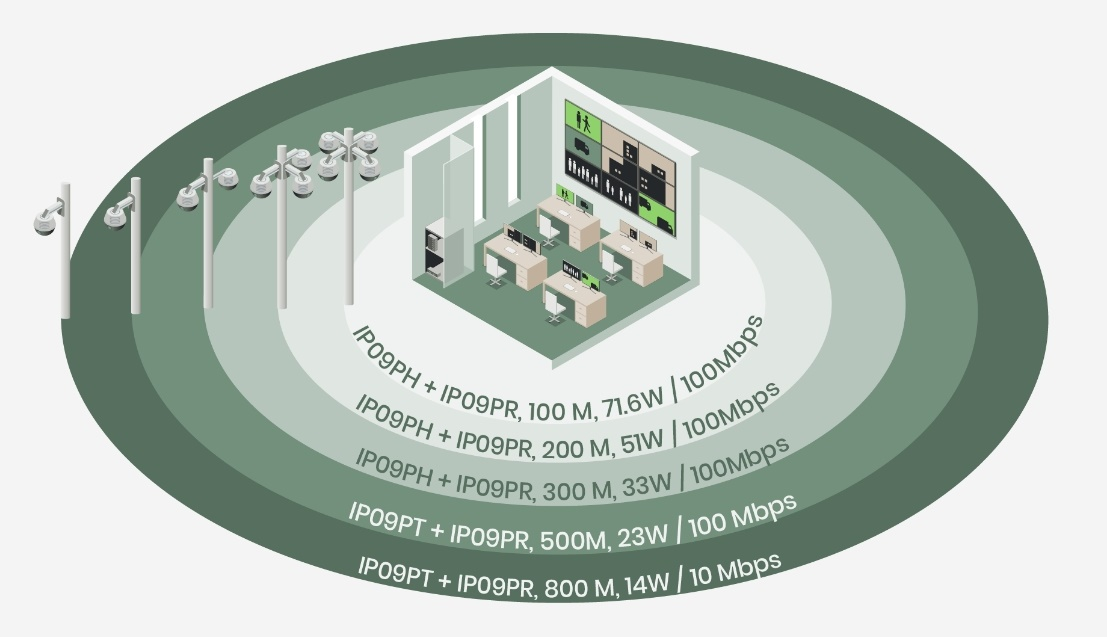 IP09PH + IP09PR, 100 M, 71.6W / 100Mbps
IP09PH + IP09PR, 200 M, 51W / 100Mbps
IP09PH + IP09PR, 300 M, 33W / 100Mbps
IP09PT + IP09PR, 500M, 23W / 100 Mbps
IP09PT + IP09PR, 800 M, 14W / 10 Mbps